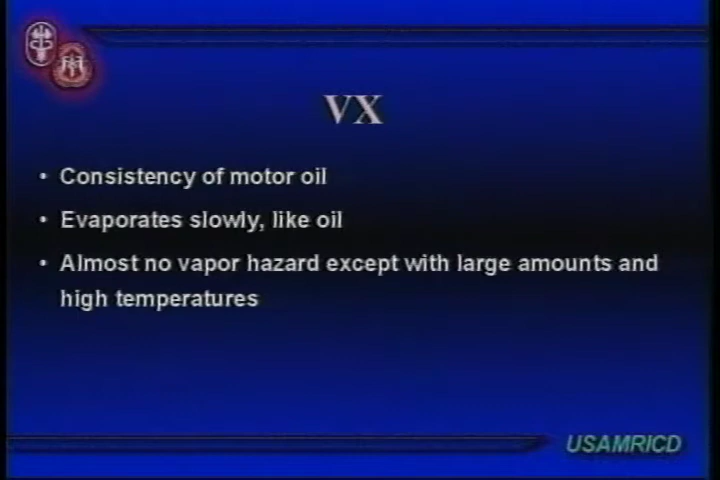 VX
• Consistency of motor oil
• Evaporates slowly, like oil
• Almost no vapor hazard except with large amounts and
high temperatures
USAMRICD